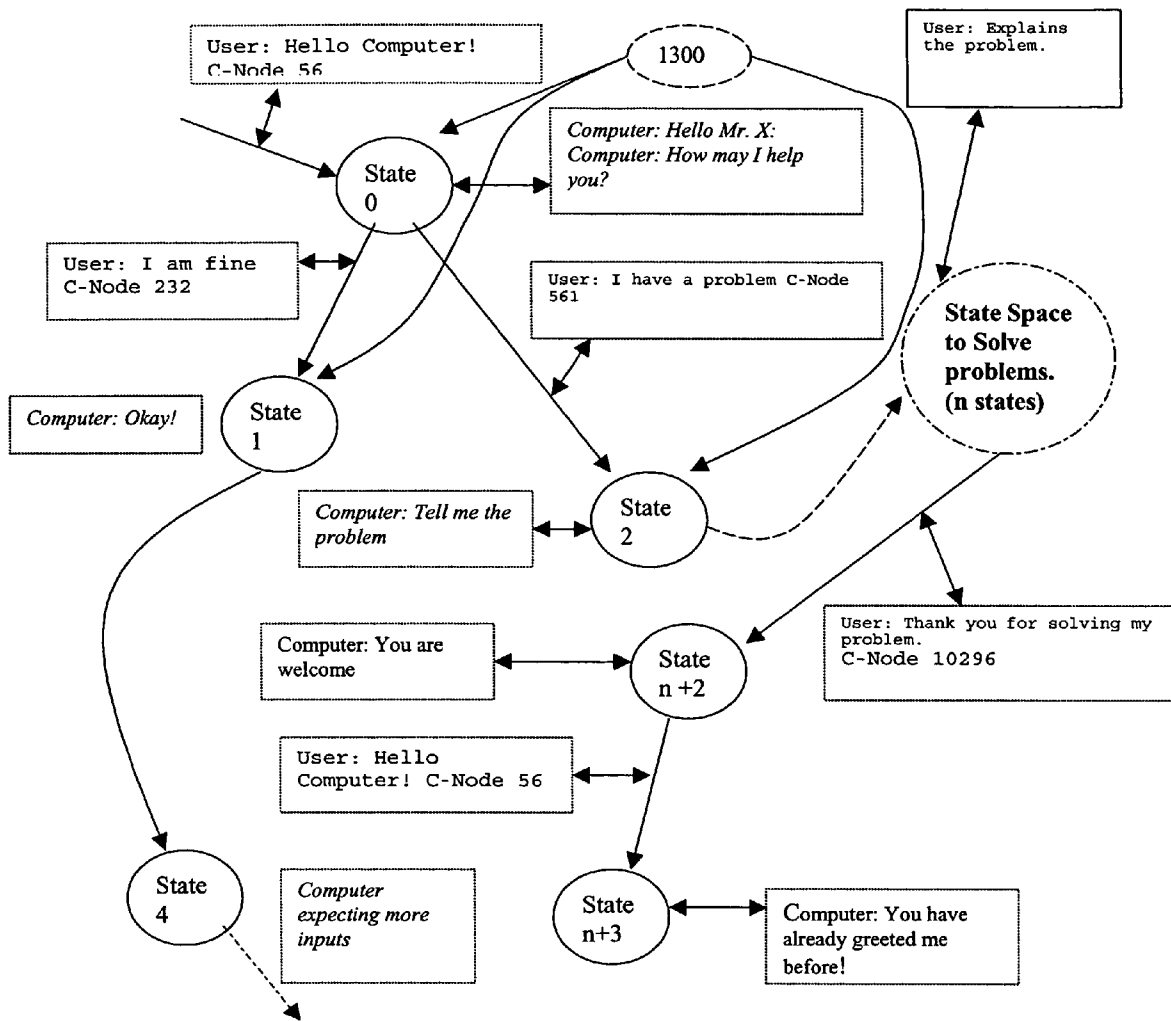 User: Hello Computer!
C-Node 56
1300
User: Explains
the problem.
Computer: Hello Mr. X:
Computer: How may I help
you?
State
0
User: I am fine
C-Node 232
User: I have a problem C-Node
561
State Space
to Solve
problems.
(n states)
Computer: Okay!
State
1
Computer: Tell me the
problem
State
2
User: Thank you for solving my
problem.
C-Node 10296
Computer: You are
welcome
State
n +2
User: Hello
Computer! C-Node 56
State
4
Computer
expecting more
inputs
State
n+3
Computer: You have
already greeted me
before!